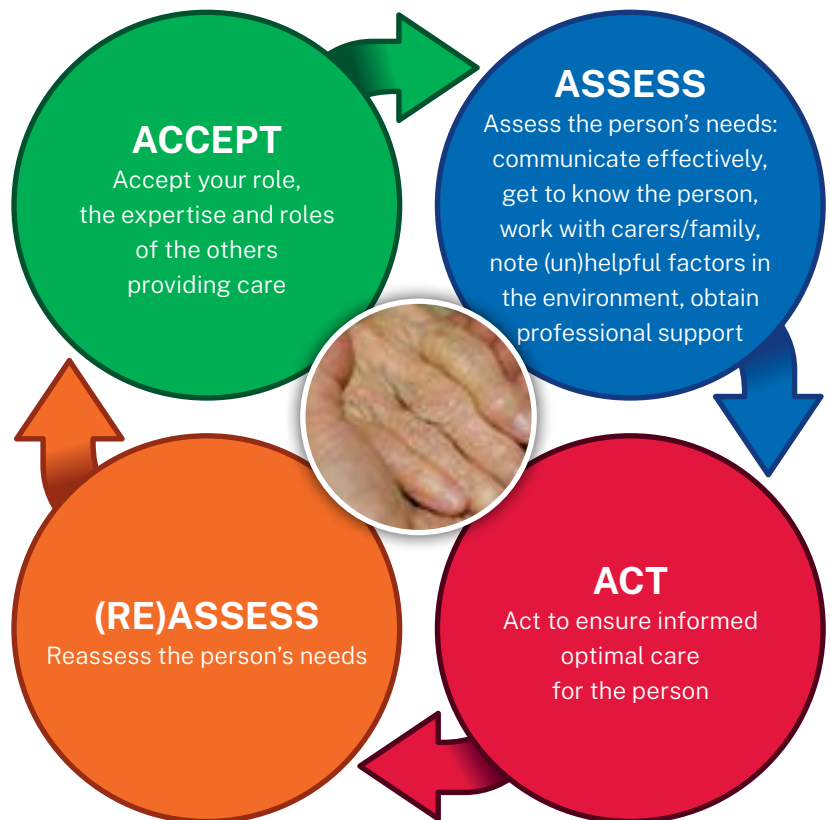 ACCEPT
Accept your role,
the expertise and roles
of the others
providing care
ASSESS
Assess the person’s needs:
communicate effectively,
get to know the person,
work with carers/family,
note (un)helpful factors in
the environment, obtain
professional support
ACT
Act to ensure informed
optimal care
for the person
(RE)ASSESS
Reassess the person’s needs